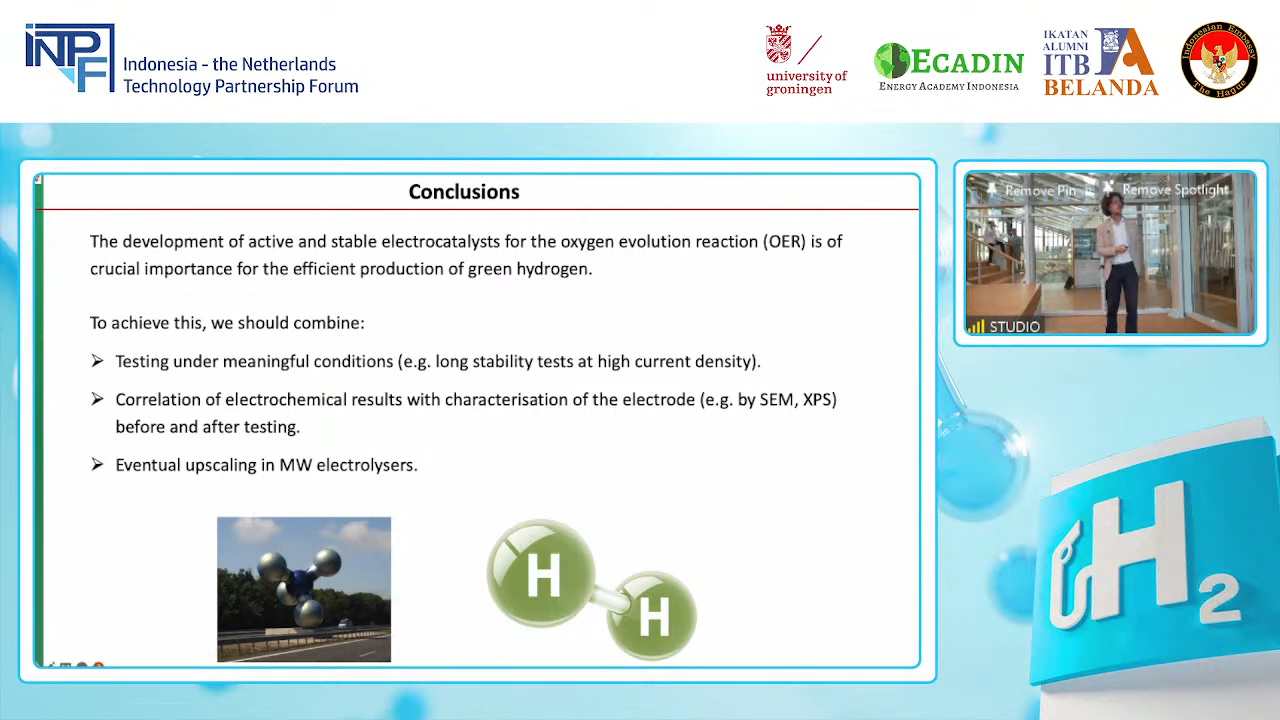 INPF
Indonesia - the Netherlands
Technology Partnership Forum
university of
groningen
ECADIN
ENERGY ACADEMY INDONESIA
IKATAN
ALUMNI
ITB
A
BELANDA
Indonesian Embassy
The Hague
Conclusions
The development of active and stable electrocatalysts for the oxygen evolution reaction (OER) is of
crucial importance for the efficient production of green hydrogen.
To achieve this, we should combine:
Testing under meaningful conditions (e.g. long stability tests at high current density).
Correlation of electrochemical results with characterisation of the electrode (e.g. by SEM, XPS)
before and after testing.
Eventual upscaling in MW electrolysers.
H
H
Remove Pin
Remove Spotlight
STUDIO
H2